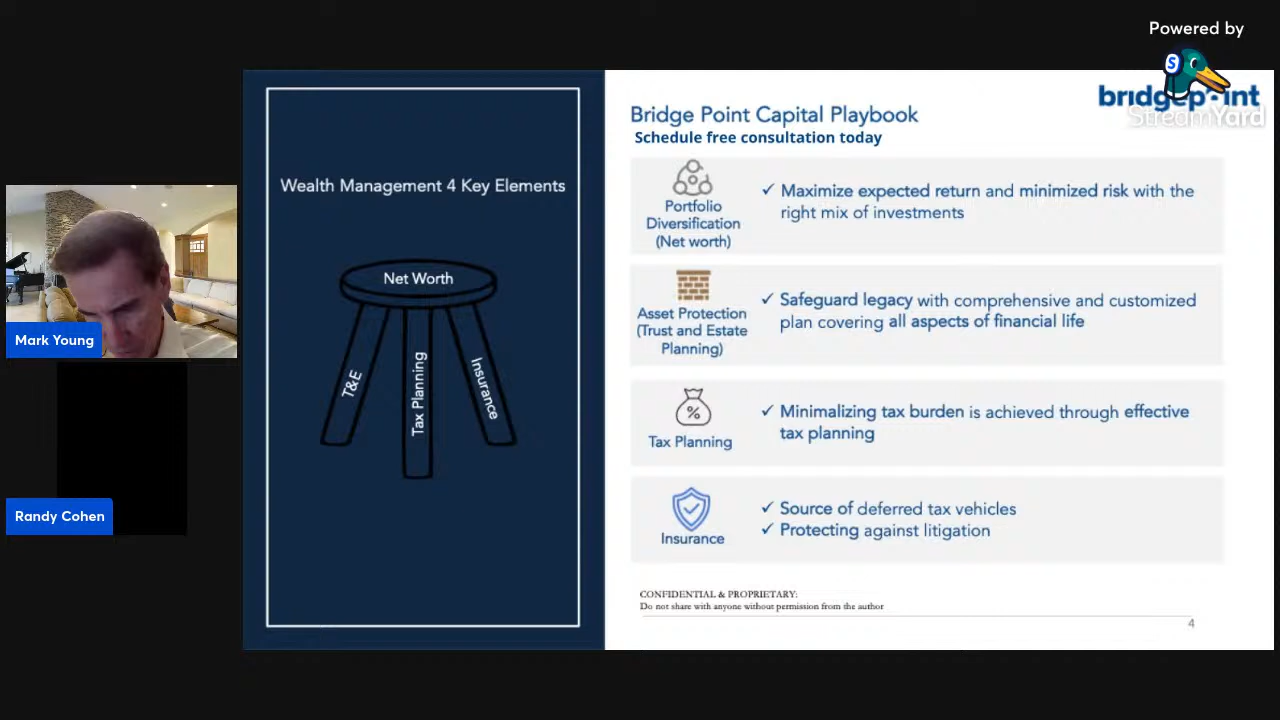 Powered by
StreamYard
bridgepoint
Mark Young
Randy Cohen
Wealth Management 4 Key Elements
Net Worth
T&E
Tax Planning
Insurance
Bridge Point Capital Playbook
Schedule free consultation today
Portfolio
Diversification
(Net worth)
✓ Maximize expected return and minimized risk with the
right mix of investments
Asset Protection
(Trust and Estate
Planning)
✓ Safeguard legacy with comprehensive and customized
plan covering all aspects of financial life
%
Tax Planning
✓ Minimalizing tax burden is achieved through effective
tax planning
Insurance
✓ Source of deferred tax vehicles
✓ Protecting against litigation
CONFIDENTIAL & PROPRIETARY:
Do not share with anyone without permission from the author
4